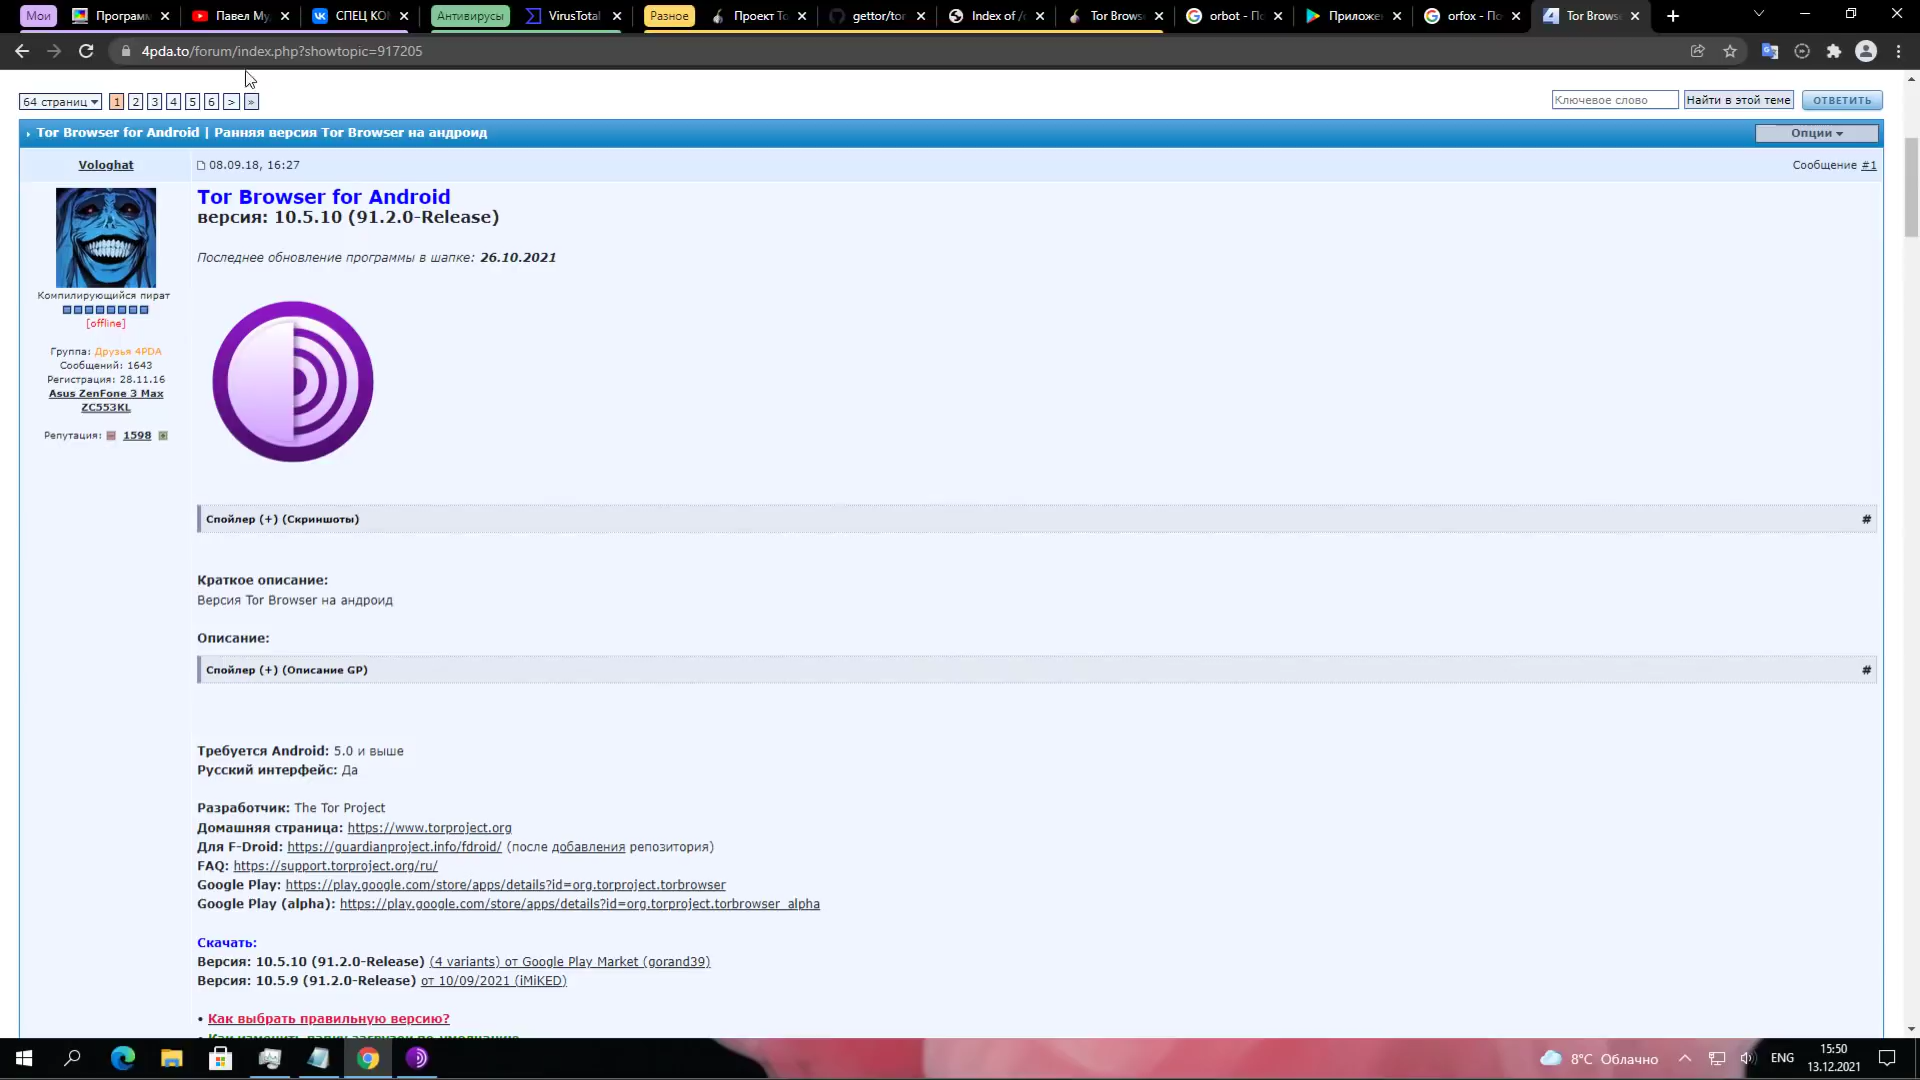 Мои Программ Павел Му СПЕЦ КО Антивирусы VirusTotal Разное Проект То gettor/tor Index of / Tor Brows orbot - По Приложе orfox - По Tor Brows
4pda.to/forum/index.php?showtopic=917205
64 страниц 1 2 3 4 5 6 > » Ключевое слово Найти в этой теме ОТВЕТИТЬ
Tor Browser for Android | Ранняя версия Tor Browser на андроид Опции
Vologhat 08.09.18, 16:27 Сообщение #1
Tor Browser for Android
версия: 10.5.10 (91.2.0-Release)
Последнее обновление программы в шапке: 26.10.2021
Компилирующийся пират
[offline]
Группа: Друзья 4PDA
Сообщений: 1643
Регистрация: 28.11.16
Asus ZenFone 3 Max
ZC553KL
Репутация: 1598
Спойлер (+) (Скриншоты) #
Краткое описание:
Версия Tor Browser на андроид
Описание:
Спойлер (+) (Описание GP) #
Требуется Android: 5.0 и выше
Русский интерфейс: Да
Разработчик: The Tor Project
Домашняя страница: https://www.torproject.org
Для F-Droid: https://guardianproject.info/fdroid/ (после добавления репозитория)
FAQ: https://support.torproject.org/ru/
Google Play: https://play.google.com/store/apps/details?id=org.torproject.torbrowser
Google Play (alpha): https://play.google.com/store/apps/details?id=org.torproject.torbrowser_alpha
Скачать:
Версия: 10.5.10 (91.2.0-Release) (4 variants) от Google Play Market (gorand39)
Версия: 10.5.9 (91.2.0-Release) от 10/09/2021 (iMiKED)
• Как выбрать правильную версию?
• Как изменить папку загрузок по умолчанию
8°C Облачно ENG 15:50
13.12.2021